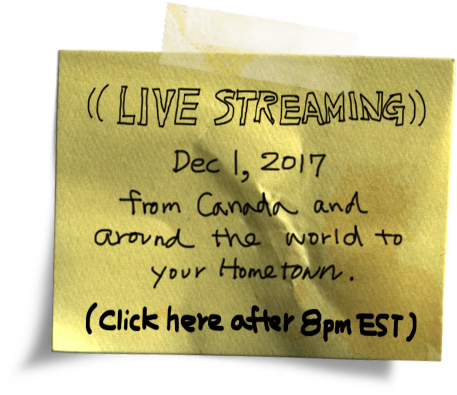 ((LIVE STREAMING))
Dec 1, 2017
from Canada and
around the world to
your Hometown.
(Click here after 8pm EST)